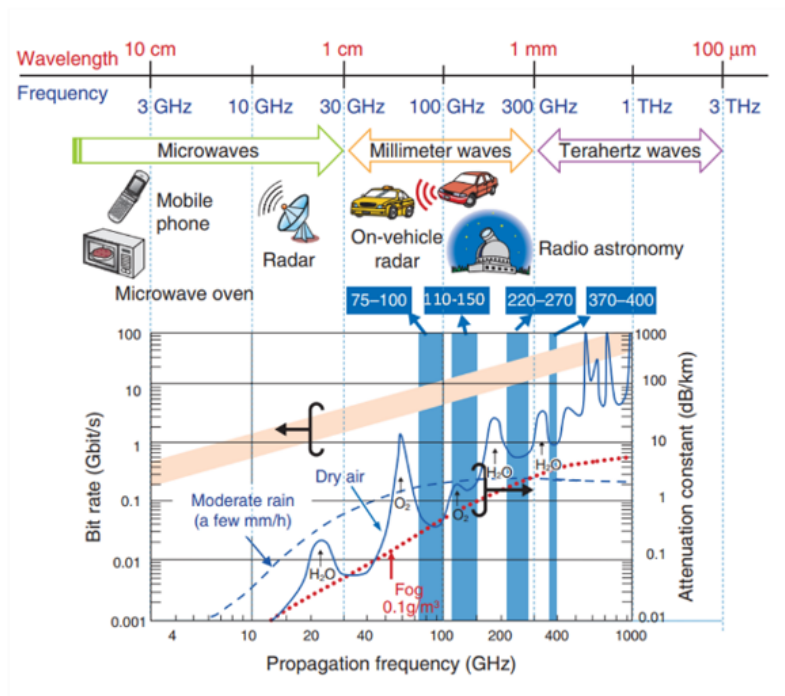 Wavelength 10 cm 1 cm 1 mm 100 μm
Frequency
3 GHz 10 GHz 30 GHz 100 GHz 300 GHz 1 THz 3 THz
Microwaves Millimeter waves Terahertz waves
Mobile
phone
Radar
On-vehicle
radar
Radio astronomy
Microwave oven
75–100 110-150 220–270 370–400
Bit rate (Gbit/s)
100
10
1
0.1
0.01
0.001
Attenuation constant (dB/km)
1000
100
10
1
0.1
0.01
Dry air
Moderate rain
(a few mm/h)
H₂O
O₂
O₂
H₂O
H₂O
Fog
0.1g/m³
4 10 20 40 100 200 400 1000
Propagation frequency (GHz)